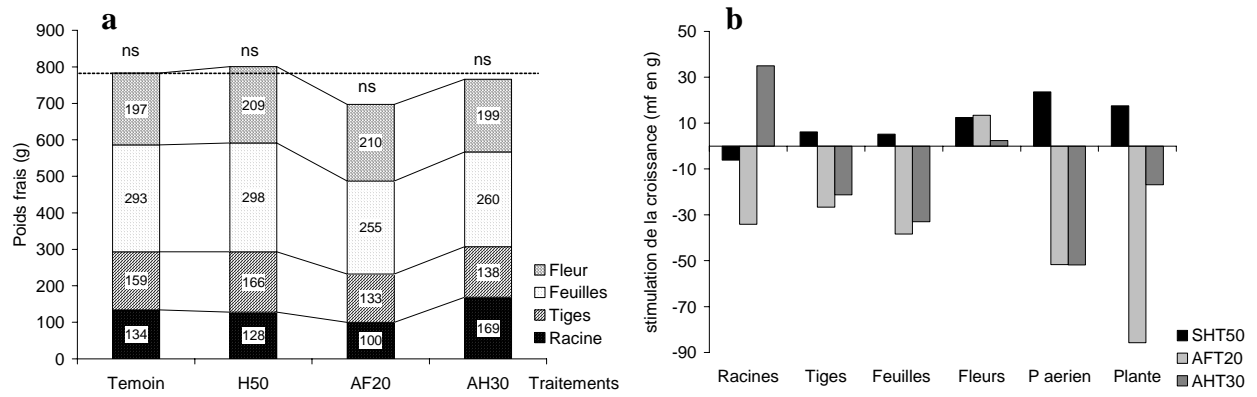 a
Poids frais (g)
900
800
700
600
500
400
300
200
100
0
ns
ns
ns
ns
197
209
210
199
293
298
255
260
159
166
133
138
134
128
100
169
Fleur
Feuilles
Tiges
Racine
Temoin H50 AF20 AH30 Traitements
b
stimulation de la croissance (mf en g)
50
30
10
-10
-30
-50
-70
-90
SHT50
AFT20
AHT30
Racines Tiges Feuilles Fleurs P aerien Plante